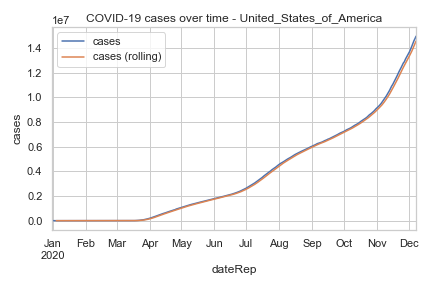 COVID-19 cases over time - United_States_of_America
1e7
cases
cases (rolling)
1.4
1.2
1.0
0.8
0.6
0.4
0.2
0.0
cases
Jan Feb Mar Apr May Jun Jul Aug Sep Oct Nov Dec
2020
dateRep